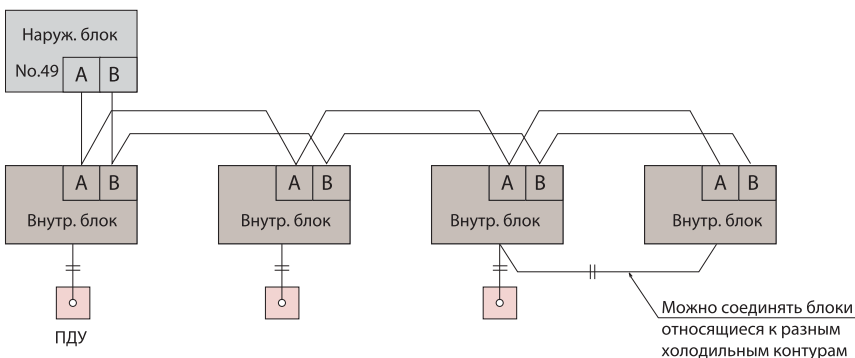 Наруж. блок
No.49 A B
A B
Внутр. блок
A B
Внутр. блок
A B
Внутр. блок
A B
Внутр. блок
ПДУ
Можно соединять блоки
относящиеся к разным
холодильным контурам